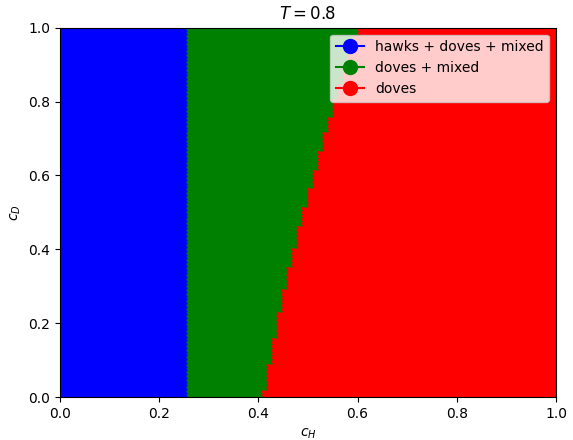 T = 0.8
hawks + doves + mixed
doves + mixed
doves
1.0
0.8
0.6
0.4
0.2
0.0
c_D
0.0 0.2 0.4 0.6 0.8 1.0
c_H